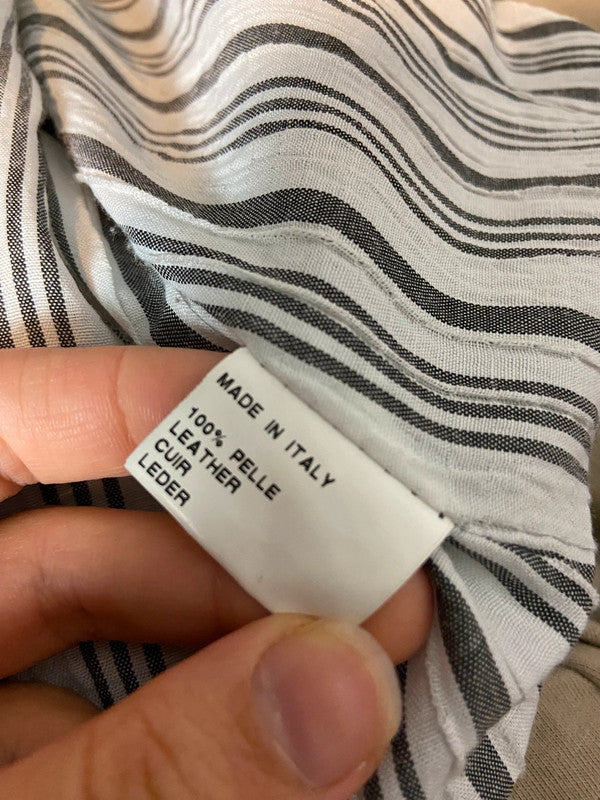 MADE IN ITALY
100% PELLE
LEATHER
CUIR
LEDER